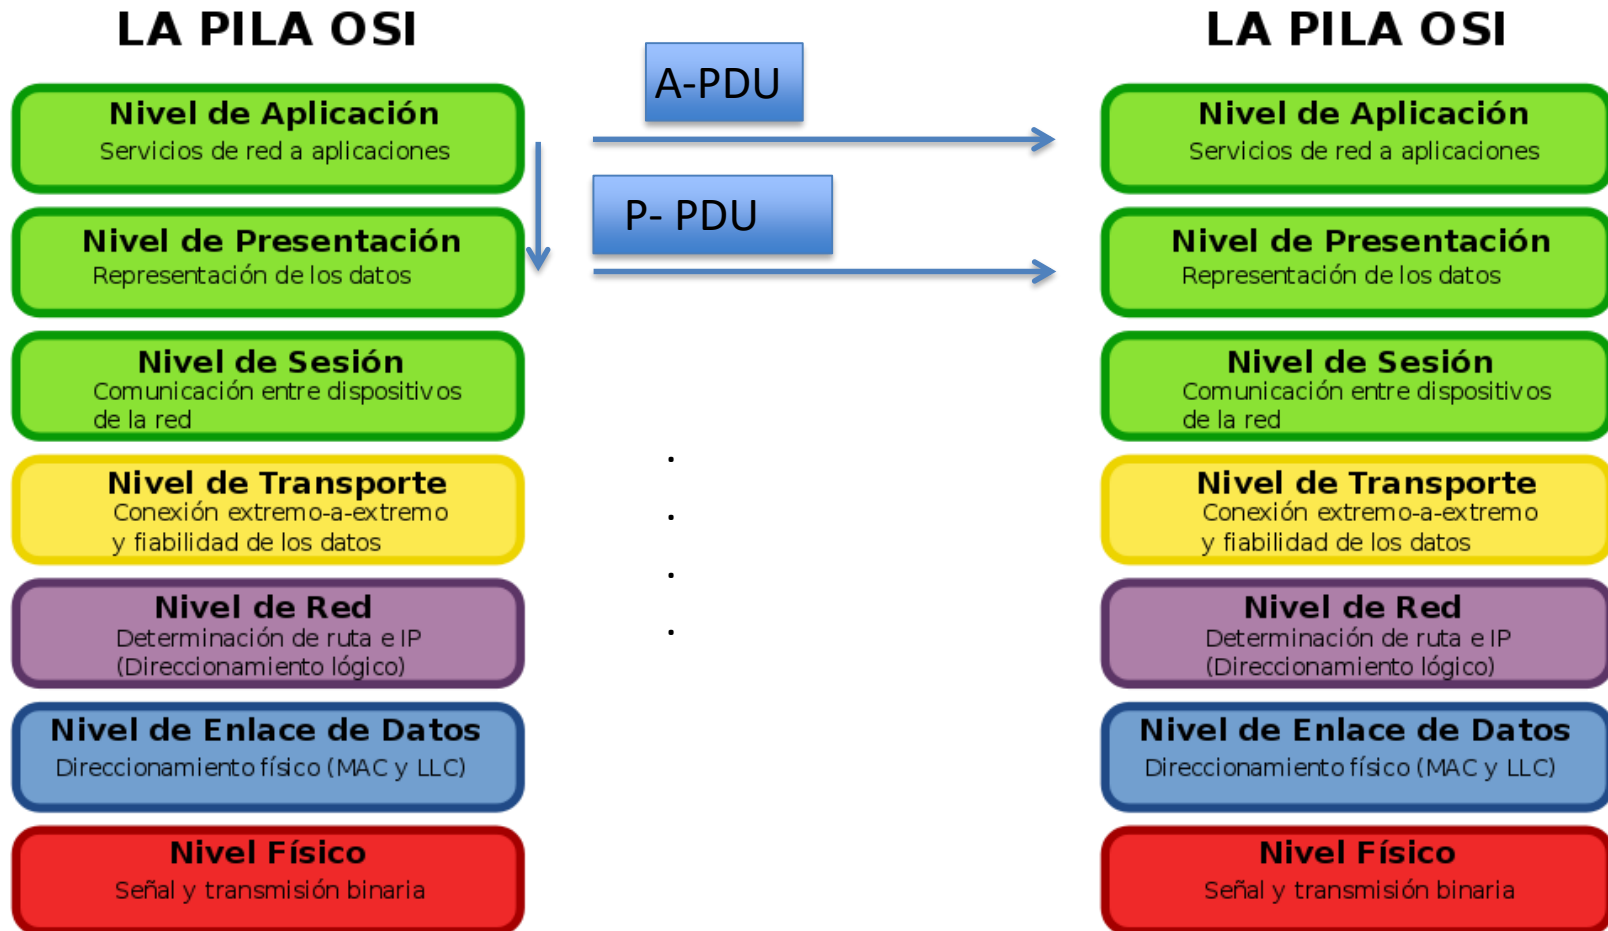 LA PILA OSI
Nivel de Aplicación
Servicios de red a aplicaciones
Nivel de Presentación
Representación de los datos
Nivel de Sesión
Comunicación entre dispositivos
de la red
Nivel de Transporte
Conexión extremo-a-extremo
y fiabilidad de los datos
Nivel de Red
Determinación de ruta e IP
(Direccionamiento lógico)
Nivel de Enlace de Datos
Direccionamiento físico (MAC y LLC)
Nivel Físico
Señal y transmisión binaria
A-PDU
P- PDU
.
.
.
.
LA PILA OSI
Nivel de Aplicación
Servicios de red a aplicaciones
Nivel de Presentación
Representación de los datos
Nivel de Sesión
Comunicación entre dispositivos
de la red
Nivel de Transporte
Conexión extremo-a-extremo
y fiabilidad de los datos
Nivel de Red
Determinación de ruta e IP
(Direccionamiento lógico)
Nivel de Enlace de Datos
Direccionamiento físico (MAC y LLC)
Nivel Físico
Señal y transmisión binaria